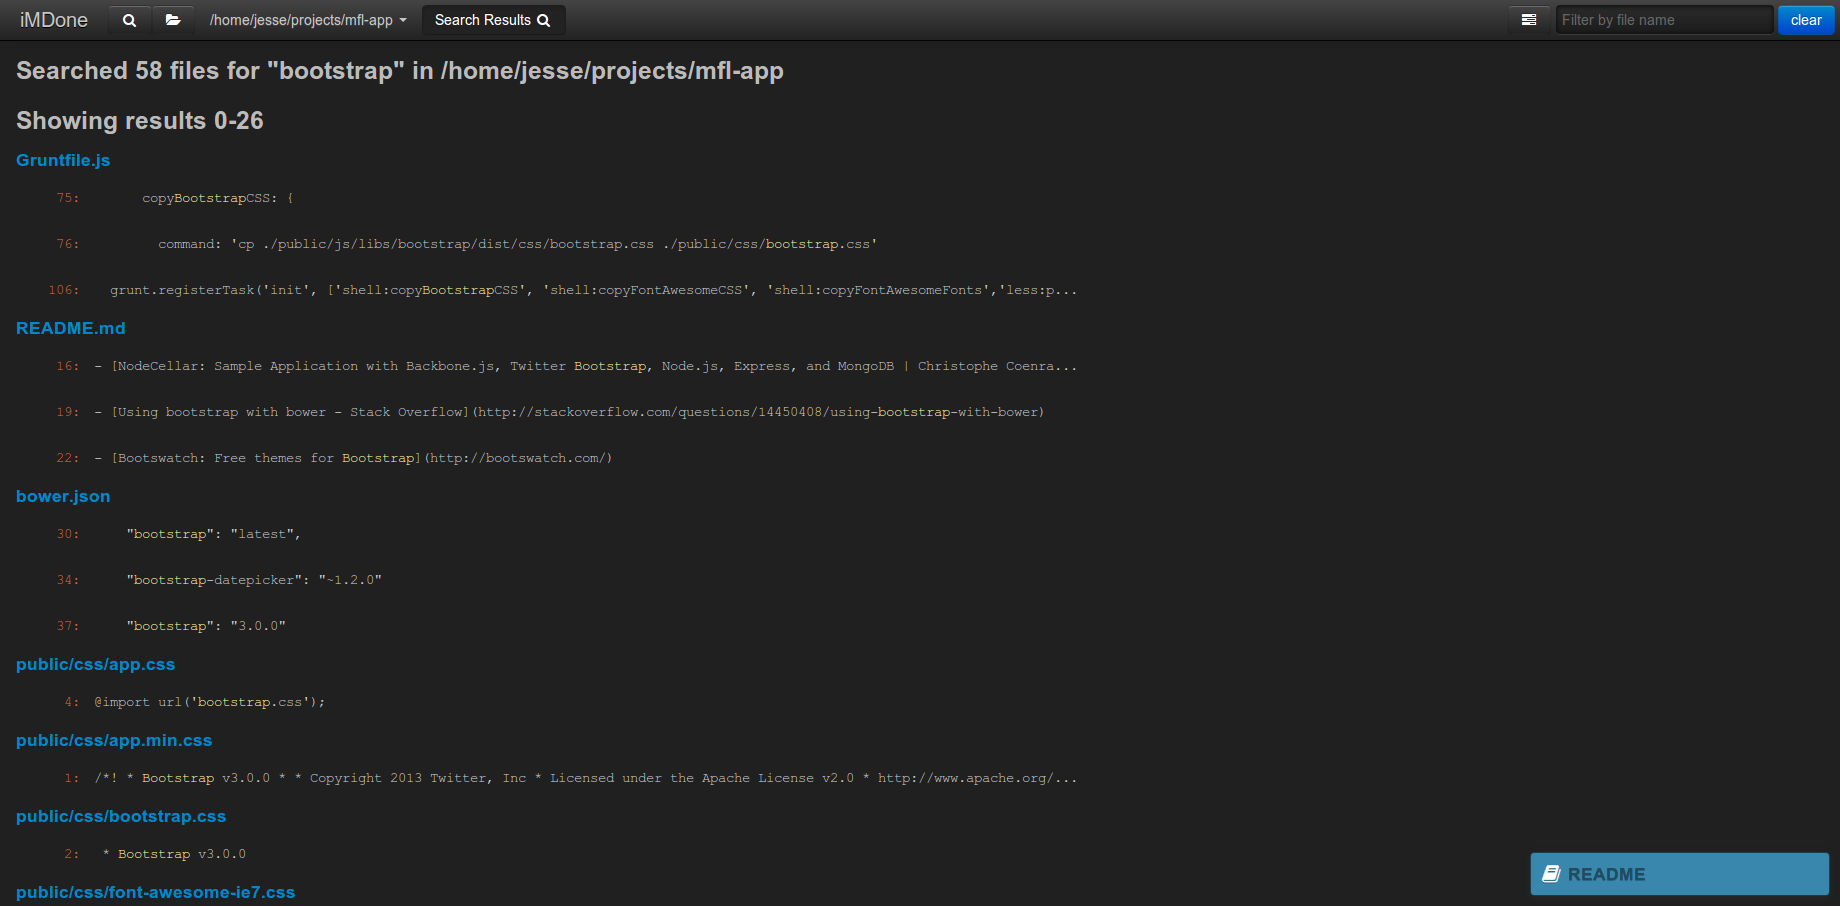 iMDone /home/jesse/projects/mfl-app Search Results Filter by file name clear
Searched 58 files for "bootstrap" in /home/jesse/projects/mfl-app
Showing results 0-26
Gruntfile.js
75: copyBootstrapCSS: {
76: command: 'cp ./public/js/libs/bootstrap/dist/css/bootstrap.css ./public/css/bootstrap.css'
106: grunt.registerTask('init', ['shell:copyBootstrapCSS', 'shell:copyFontAwesomeCSS', 'shell:copyFontAwesomeFonts','less:p...
README.md
16: - [NodeCellar: Sample Application with Backbone.js, Twitter Bootstrap, Node.js, Express, and MongoDB | Christophe Coenra...
19: - [Using bootstrap with bower - Stack Overflow](http://stackoverflow.com/questions/14450408/using-bootstrap-with-bower)
22: - [Bootswatch: Free themes for Bootstrap](http://bootswatch.com/)
bower.json
30: "bootstrap": "latest",
34: "bootstrap-datepicker": "~1.2.0"
37: "bootstrap": "3.0.0"
public/css/app.css
4: @import url('bootstrap.css');
public/css/app.min.css
1: /*! * Bootstrap v3.0.0 * * Copyright 2013 Twitter, Inc * Licensed under the Apache License v2.0 * http://www.apache.org/...
public/css/bootstrap.css
2: * Bootstrap v3.0.0
README
public/css/font-awesome-ie7.css